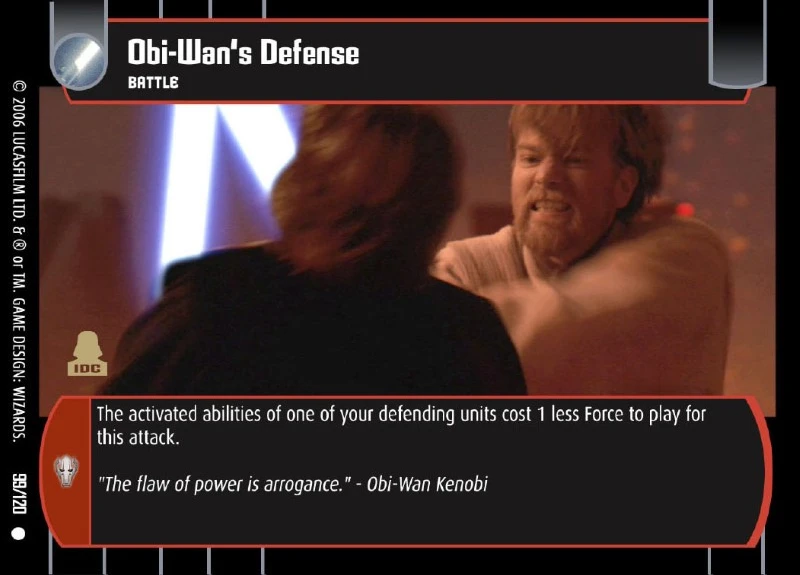 Obi-Wan's Defense
BATTLE
© 2006 LUCASFILM LTD. & ® or TM. GAME DESIGN: WIZARDS. 99/120
IDC
The activated abilities of one of your defending units cost 1 less Force to play for
this attack.
"The flaw of power is arrogance." - Obi-Wan Kenobi